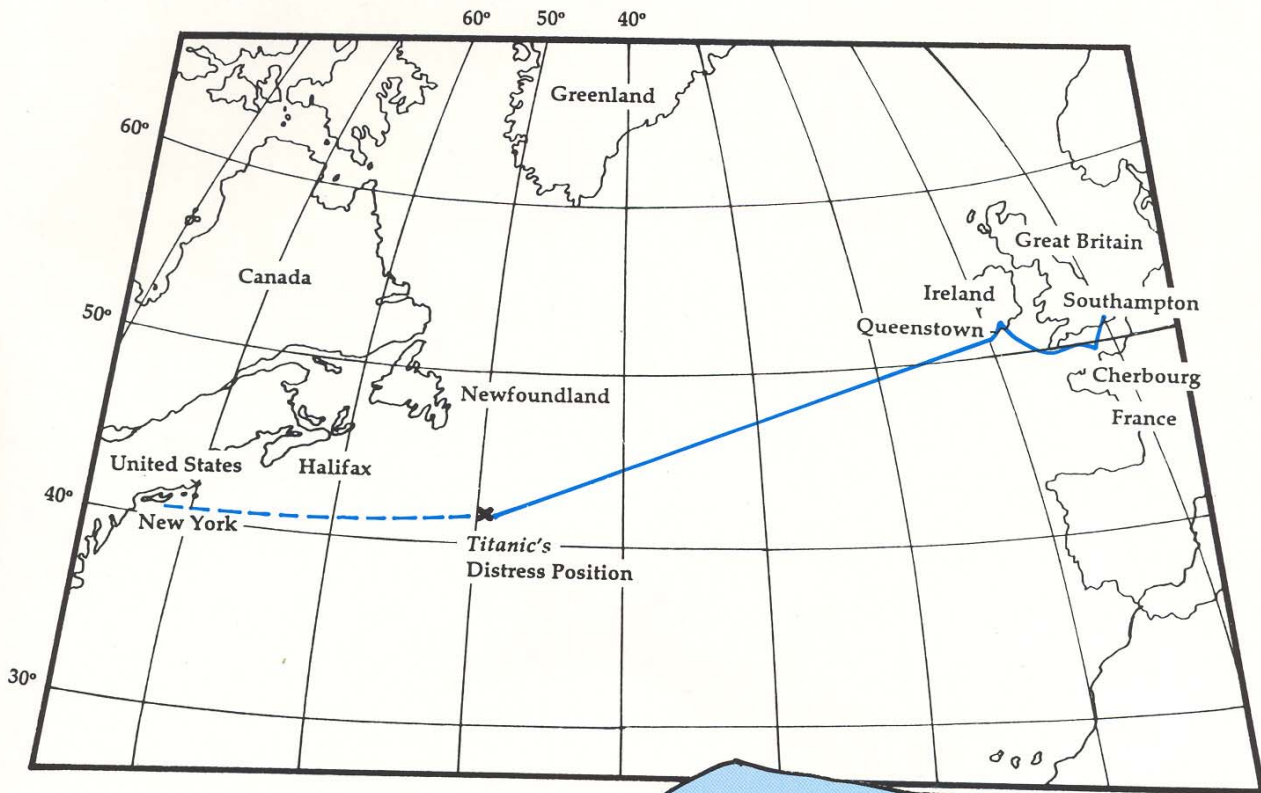 60° 50° 40°
Greenland
60°
Great Britain
Canada
Ireland
50°
Southampton
Queenstown
Cherbourg
Newfoundland
France
United States
Halifax
40°
New York
Titanic's
Distress Position
30°